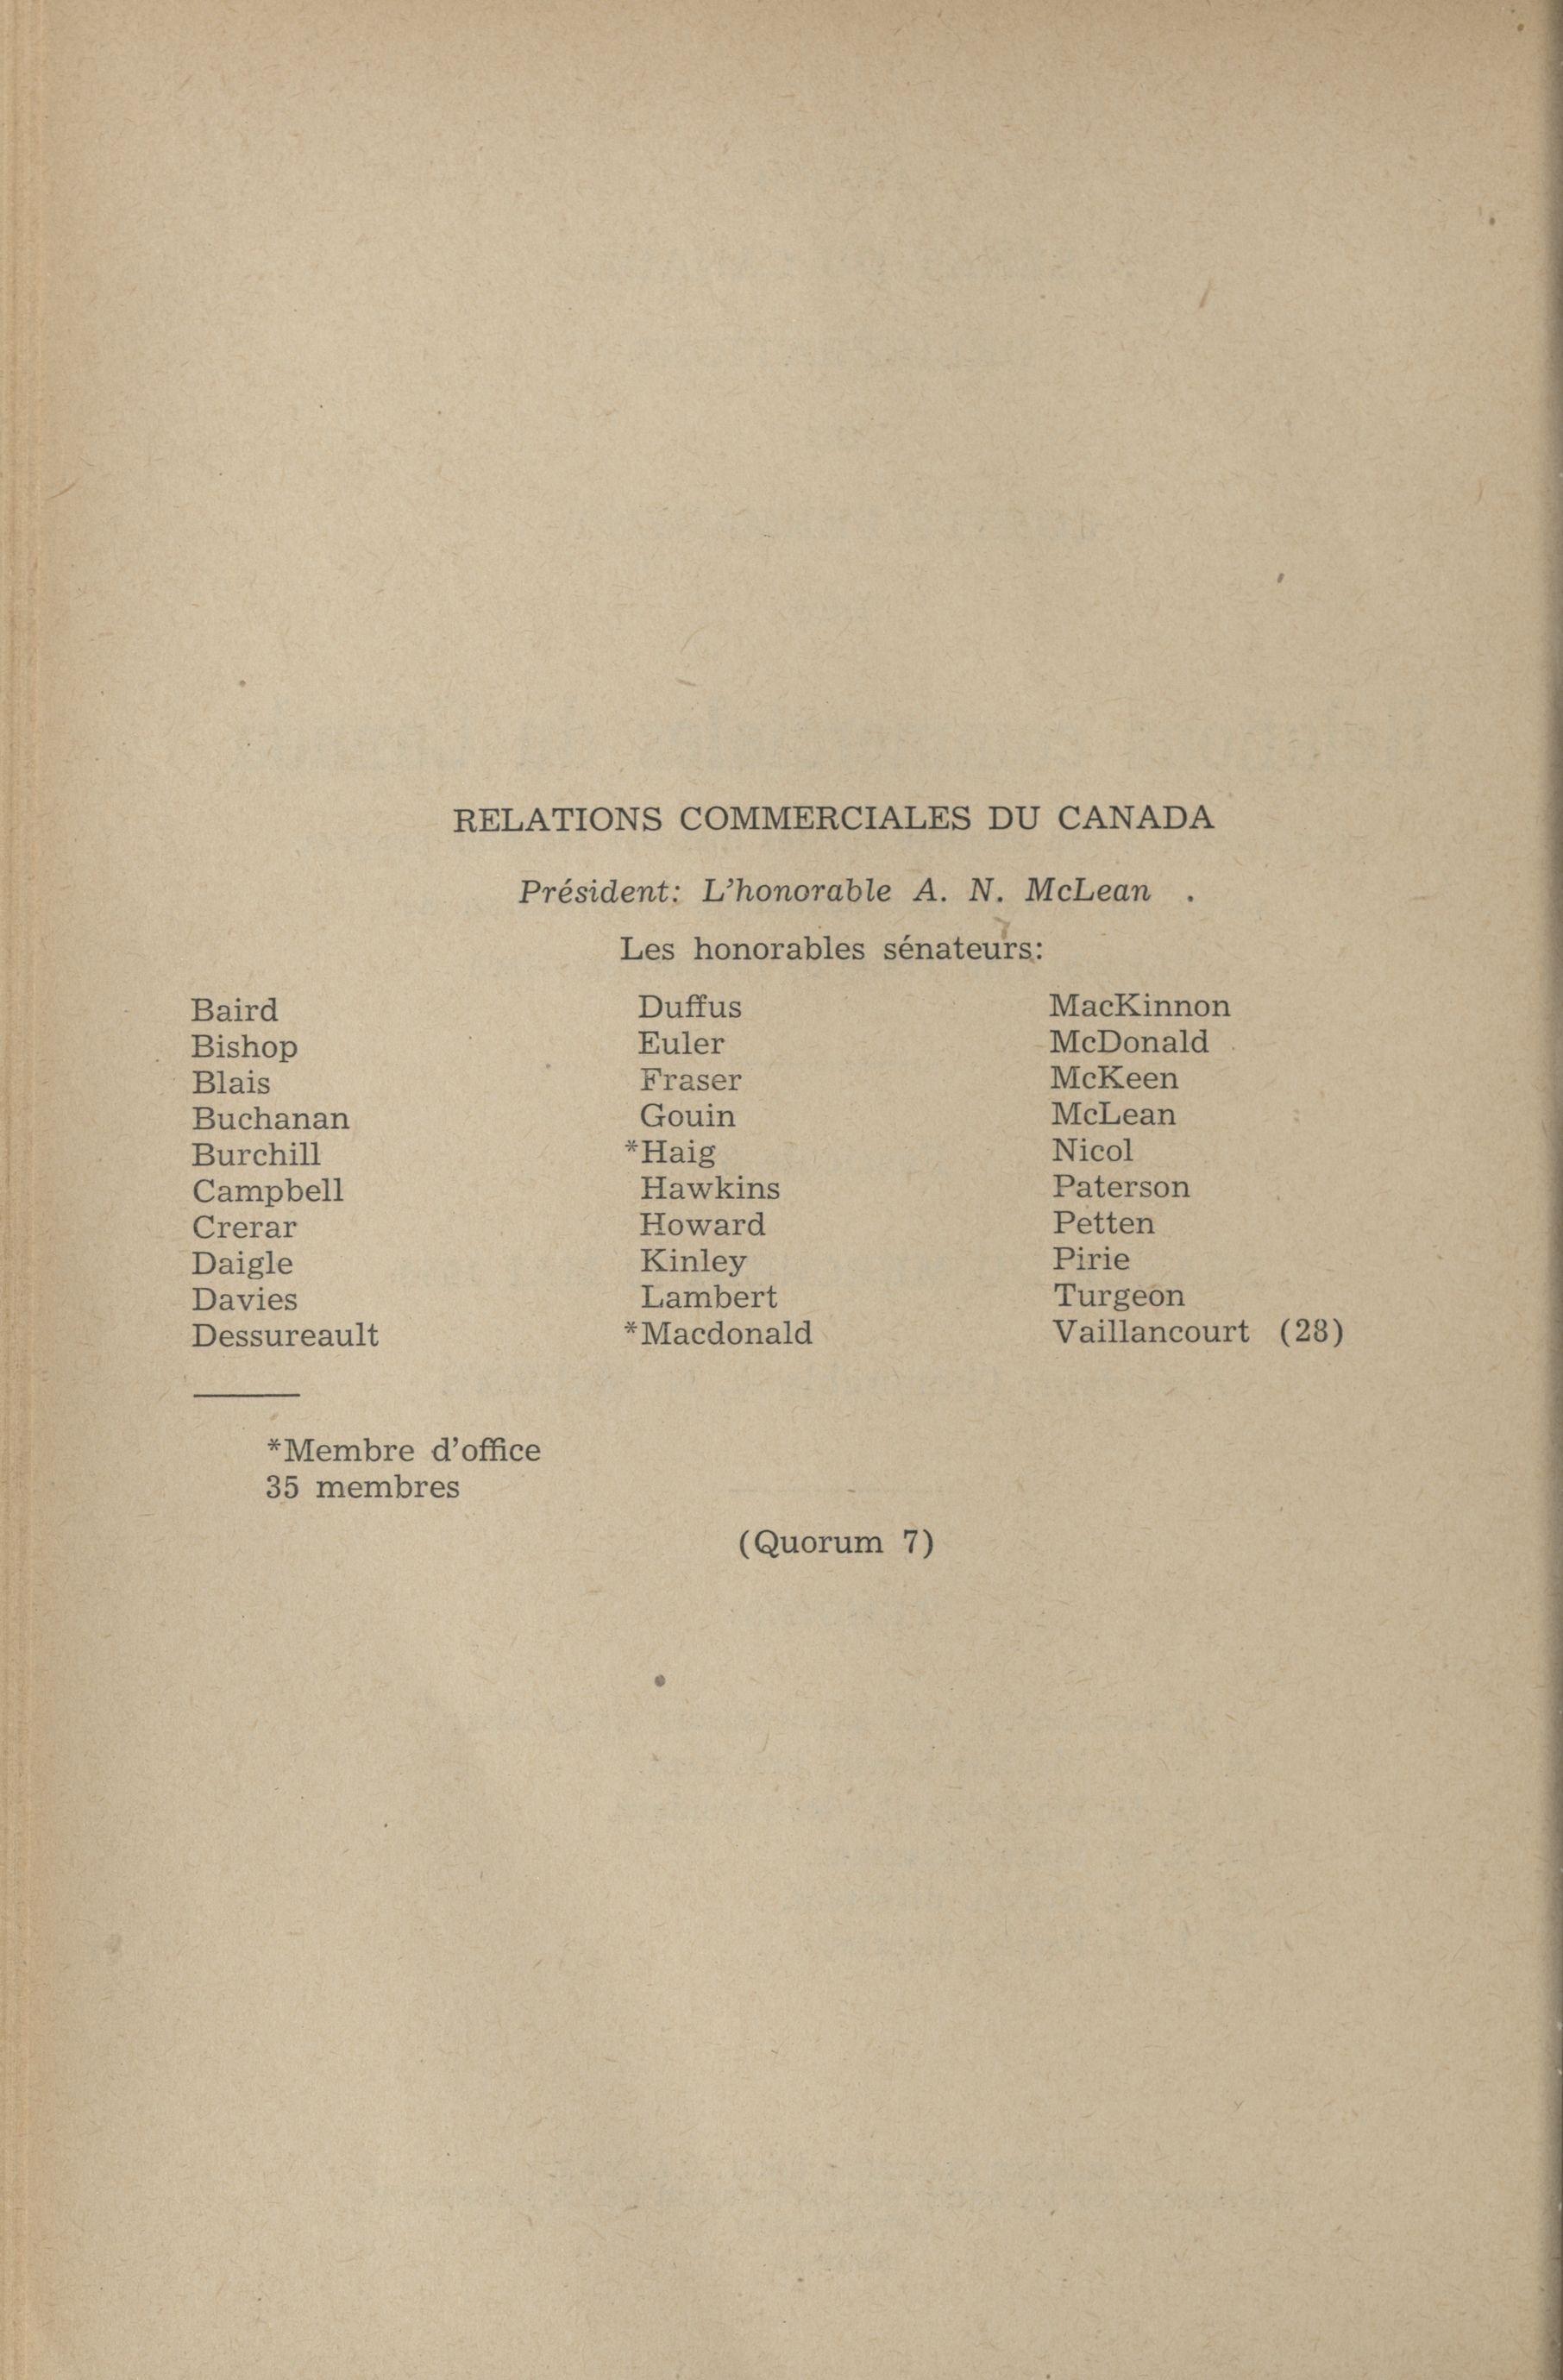 RELATIONS COMMERCIALES DU CANADA
Président: L'honorable A. N. McLean .
Les honorables sénateurs:
Baird
Bishop
Blais
Buchanan
Burchill
Campbell
Crerar
Daigle
Davies
Dessureault
Duffus
Euler
Fraser
Gouin
*Haig
Hawkins
Howard
Kinley
Lambert
*Macdonald
MacKinnon
McDonald
McKeen
McLean
Nicol
Paterson
Petten
Pirie
Turgeon
Vaillancourt (28)
*Membre d'office
35 membres
(Quorum 7)